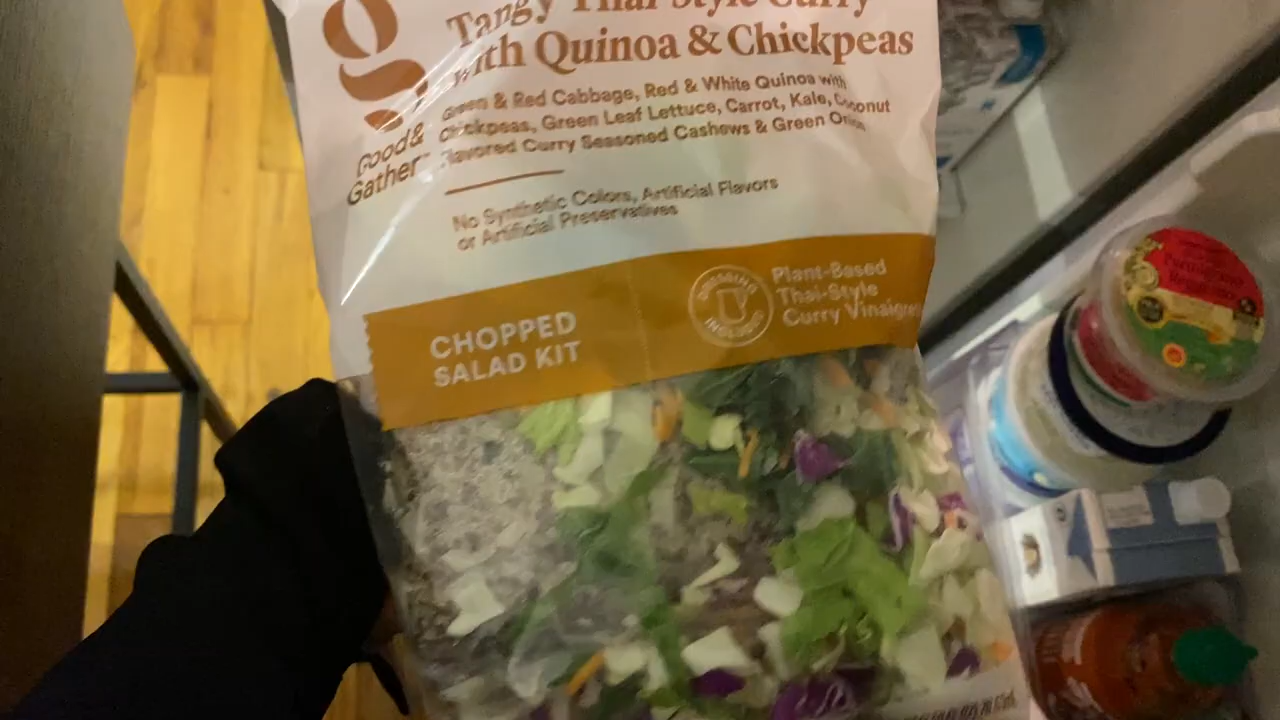 Tangy Thai-Style Curry
with Quinoa & Chickpeas
Green & Red Cabbage, Red & White Quinoa with
Chickpeas, Green Leaf Lettuce, Carrot, Kale, Coconut
Flavored Curry Seasoned Cashews & Green Onion
Good&
Gather™
No Synthetic Colors, Artificial Flavors
or Artificial Preservatives
CHOPPED
SALAD KIT
DRESSING
INCLUDED
Plant-Based
Thai-Style
Curry Vinaigre